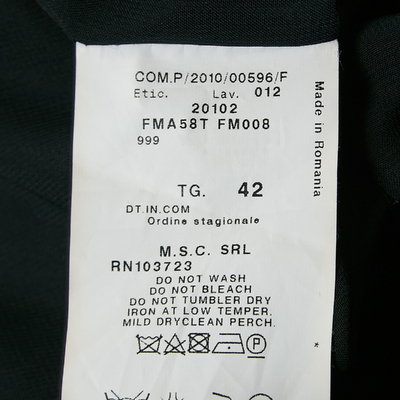 COM.P/2010/00596/F
Etic. Lav. 012
20102
FMA58T FM008
999
Made in Romania
TG. 42
DT.IN.COM
Ordine stagionale
M.S.C. SRL
RN103723
DO NOT WASH
DO NOT BLEACH
DO NOT TUMBLER DRY
IRON AT LOW TEMPER.
MILD DRYCLEAN PERCH.
P
*